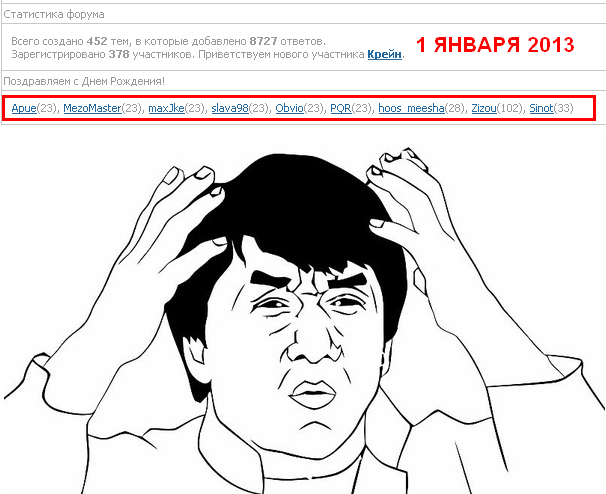 Статистика форума
Всего создано 452 тем, в которые добавлено 8727 ответов.
Зарегистрировано 378 участников. Приветствуем нового участника Крейн.
1 ЯНВАРЯ 2013
Поздравляем с Днем Рождения!
Apue(23), MezoMaster(23), maxJke(23), slava98(23), Obvio(23), PQR(23), hoos_meesha(28), Zizou(102), Sinot(33)